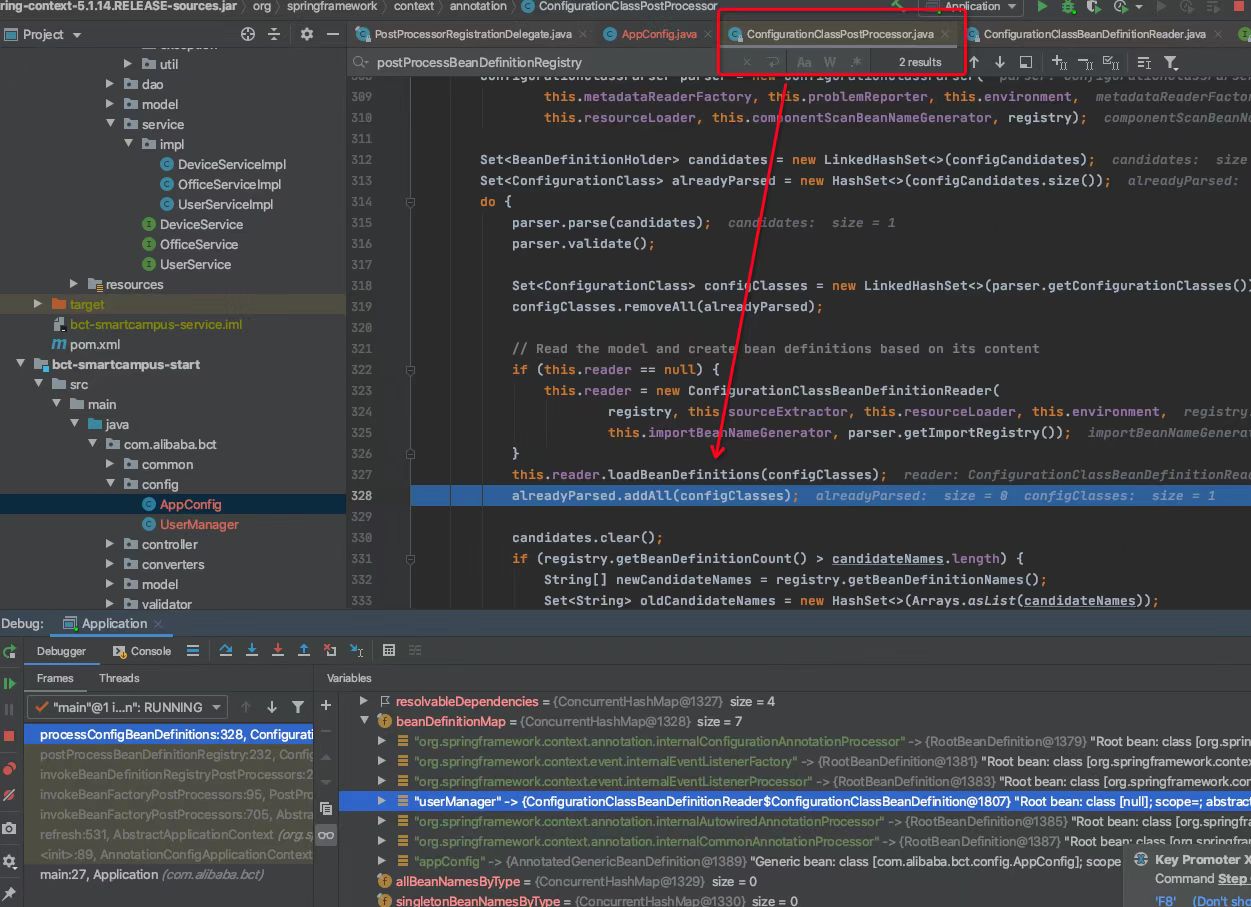 ring-context-5.1.14.RELEASE-sources.jar org springframework context annotation ConfigurationClassPostProcessor Application
Project PostProcessorRegistrationDelegate.java AppConfig.java ConfigurationClassPostProcessor.java ConfigurationClassBeanDefinitionReader.java
util
dao
model
service
impl
DeviceServiceImpl
OfficeServiceImpl
UserServiceImpl
DeviceService
OfficeService
UserService
resources
target
bct-smartcampus-service.iml
pom.xml
bct-smartcampus-start
src
main
java
com.alibaba.bct
common
config
AppConfig
UserManager
controller
converters
model
validator
postProcessBeanDefinitionRegistry Aa W .* 2 results
309 this.metadataReaderFactory, this.problemReporter, this.environment, metadataReaderFactor
310 this.resourceLoader, this.componentScanBeanNameGenerator, registry); componentScanBeanNa
311
312 Set<BeanDefinitionHolder> candidates = new LinkedHashSet<>(configCandidates); candidates: size
313 Set<ConfigurationClass> alreadyParsed = new HashSet<>(configCandidates.size()); alreadyParsed:
314 do {
315 parser.parse(candidates); candidates: size = 1
316 parser.validate();
317
318 Set<ConfigurationClass> configClasses = new LinkedHashSet<>(parser.getConfigurationClasses())
319 configClasses.removeAll(alreadyParsed);
320
321 // Read the model and create bean definitions based on its content
322 if (this.reader == null) {
323 this.reader = new ConfigurationClassBeanDefinitionReader(
324 registry, this.sourceExtractor, this.resourceLoader, this.environment, registry:
325 this.importBeanNameGenerator, parser.getImportRegistry()); importBeanNameGenerat
326 }
327 this.reader.loadBeanDefinitions(configClasses); reader: ConfigurationClassBeanDefinitionRea
328 alreadyParsed.addAll(configClasses); alreadyParsed: size = 0 configClasses: size = 1
329
330 candidates.clear();
331 if (registry.getBeanDefinitionCount() > candidateNames.length) {
332 String[] newCandidateNames = registry.getBeanDefinitionNames();
333 Set<String> oldCandidateNames = new HashSet<>(Arrays.asList(candidateNames));
Debug: Application
Debugger Console
Frames Threads
"main"@1 i...n": RUNNING
processConfigBeanDefinitions:328, Configurati
postProcessBeanDefinitionRegistry:232, Config
invokeBeanDefinitionRegistryPostProcessors:2
invokeBeanFactoryPostProcessors:95, PostPro
invokeBeanFactoryPostProcessors:705, Abstra
refresh:531, AbstractApplicationContext (org.s
<init>:89, AnnotationConfigApplicationContext
main:27, Application (com.alibaba.bct)
Variables
resolvableDependencies = {ConcurrentHashMap@1327} size = 4
beanDefinitionMap = {ConcurrentHashMap@1328} size = 7
"org.springframework.context.annotation.internalConfigurationAnnotationProcessor" -> {RootBeanDefinition@1379} "Root bean: class [org.sprin
"org.springframework.context.event.internalEventListenerFactory" -> {RootBeanDefinition@1381} "Root bean: class [org.springframework.co
"org.springframework.context.event.internalEventListenerProcessor" -> {RootBeanDefinition@1383} "Root bean: class [org.springframework.
"userManager" -> {ConfigurationClassBeanDefinitionReader$ConfigurationClassBeanDefinition@1807} "Root bean: class [null]; scope=; abstrac
"org.springframework.context.annotation.internalAutowiredAnnotationProcessor" -> {RootBeanDefinition@1385} "Root bean: class [org.spring
"org.springframework.context.annotation.internalCommonAnnotationProcessor" -> {RootBeanDefinition@1387} "Root bean: class [org.spring
"appConfig" -> {AnnotatedGenericBeanDefinition@1389} "Generic bean: class [com.alibaba.bct.config.AppConfig]; scope
allBeanNamesByType = {ConcurrentHashMap@1329} size = 0
singletonBeanNamesByType = {ConcurrentHashMap@1330} size = 0
Key Promoter X
Command Step
'F8' (Don't sho